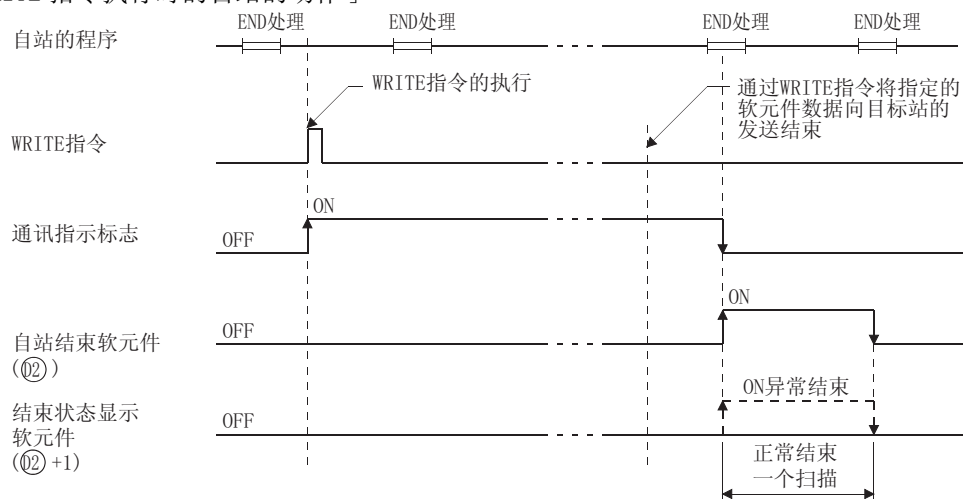 END处理 END处理 END处理 END处理
自站的程序
WRITE指令的执行
通过WRITE指令将指定的
软元件数据向目标站的
发送结束
WRITE指令
ON
通讯指示标志
OFF
ON
OFF
自站结束软元件
(D2)
ON异常结束
结束状态显示
OFF
软元件
(D2+1)
正常结束
一个扫描